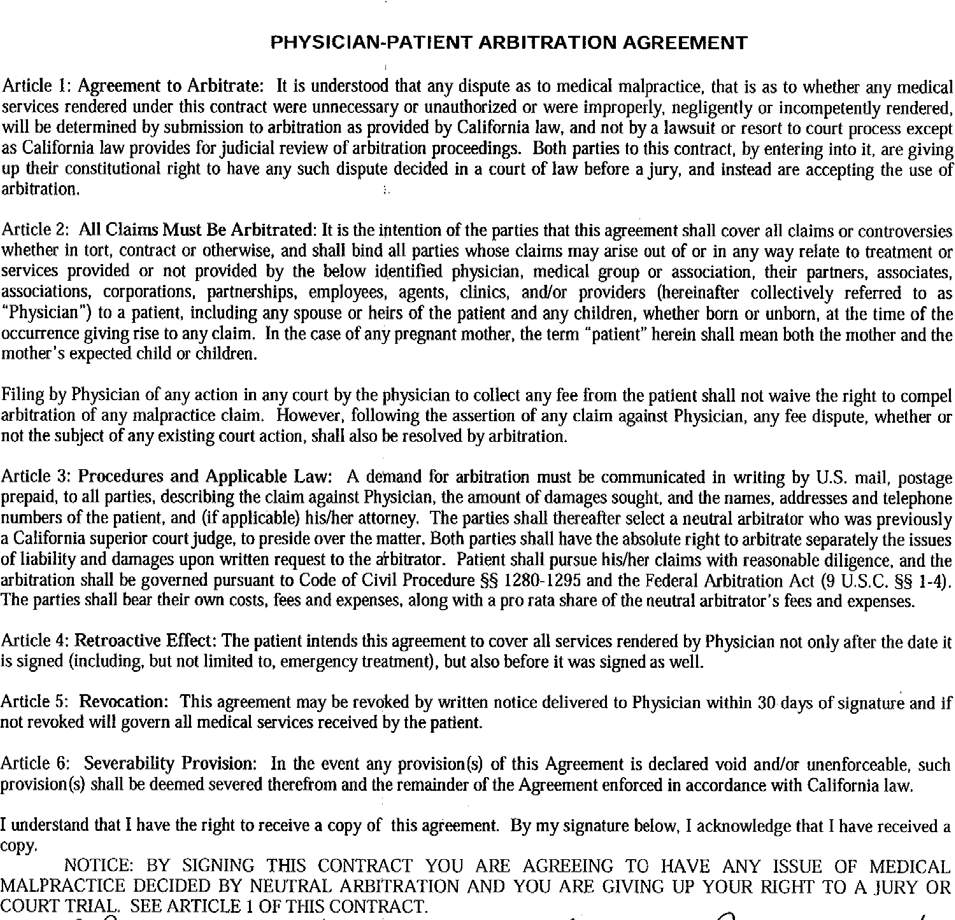 PHYSICIAN-PATIENT ARBITRATION AGREEMENT
Article 1: Agreement to Arbitrate: It is understood that any dispute as to medical malpractice, that is as to whether any medical
services rendered under this contract were unnecessary or unauthorized or were improperly, negligently or incompetently rendered,
will be determined by submission to arbitration as provided by California law, and not by a lawsuit or resort to court process except
as California law provides for judicial review of arbitration proceedings. Both parties to this contract, by entering into it, are giving
up their constitutional right to have any such dispute decided in a court of law before a jury, and instead are accepting the use of
arbitration.
Article 2: All Claims Must Be Arbitrated: It is the intention of the parties that this agreement shall cover all claims or controversies
whether in tort, contract or otherwise, and shall bind all parties whose claims may arise out of or in any way relate to treatment or
services provided or not provided by the below identified physician, medical group or association, their partners, associates,
associations, corporations, partnerships, employees, agents, clinics, and/or providers (hereinafter collectively referred to as
"Physician") to a patient, including any spouse or heirs of the patient and any children, whether born or unborn, at the time of the
occurrence giving rise to any claim. In the case of any pregnant mother, the term "patient" herein shall mean both the mother and the
mother's expected child or children.
Filing by Physician of any action in any court by the physician to collect any fee from the patient shall not waive the right to compel
arbitration of any malpractice claim. However, following the assertion of any claim against Physician, any fee dispute, whether or
not the subject of any existing court action, shall also be resolved by arbitration.
Article 3: Procedures and Applicable Law: A demand for arbitration must be communicated in writing by U.S. mail, postage
prepaid, to all parties, describing the claim against Physician, the amount of damages sought, and the names, addresses and telephone
numbers of the patient, and (if applicable) his/her attorney. The parties shall thereafter select a neutral arbitrator who was previously
a California superior court judge, to preside over the matter. Both parties shall have the absolute right to arbitrate separately the issues
of liability and damages upon written request to the arbitrator. Patient shall pursue his/her claims with reasonable diligence, and the
arbitration shall be governed pursuant to Code of Civil Procedure §§ 1280-1295 and the Federal Arbitration Act (9 U.S.C. §§ 1-4).
The parties shall bear their own costs, fees and expenses, along with a pro rata share of the neutral arbitrator's fees and expenses.
Article 4: Retroactive Effect: The patient intends this agreement to cover all services rendered by Physician not only after the date it
is signed (including, but not limited to, emergency treatment), but also before it was signed as well.
Article 5: Revocation: This agreement may be revoked by written notice delivered to Physician within 30 days of signature and if
not revoked will govern all medical services received by the patient.
Article 6: Severability Provision: In the event any provision(s) of this Agreement is declared void and/or unenforceable, such
provision(s) shall be deemed severed therefrom and the remainder of the Agreement enforced in accordance with California law.
I understand that I have the right to receive a copy of this agreement. By my signature below, I acknowledge that I have received a
copy.
NOTICE: BY SIGNING THIS CONTRACT YOU ARE AGREEING TO HAVE ANY ISSUE OF MEDICAL
MALPRACTICE DECIDED BY NEUTRAL ARBITRATION AND YOU ARE GIVING UP YOUR RIGHT TO A JURY OR
COURT TRIAL. SEE ARTICLE 1 OF THIS CONTRACT.